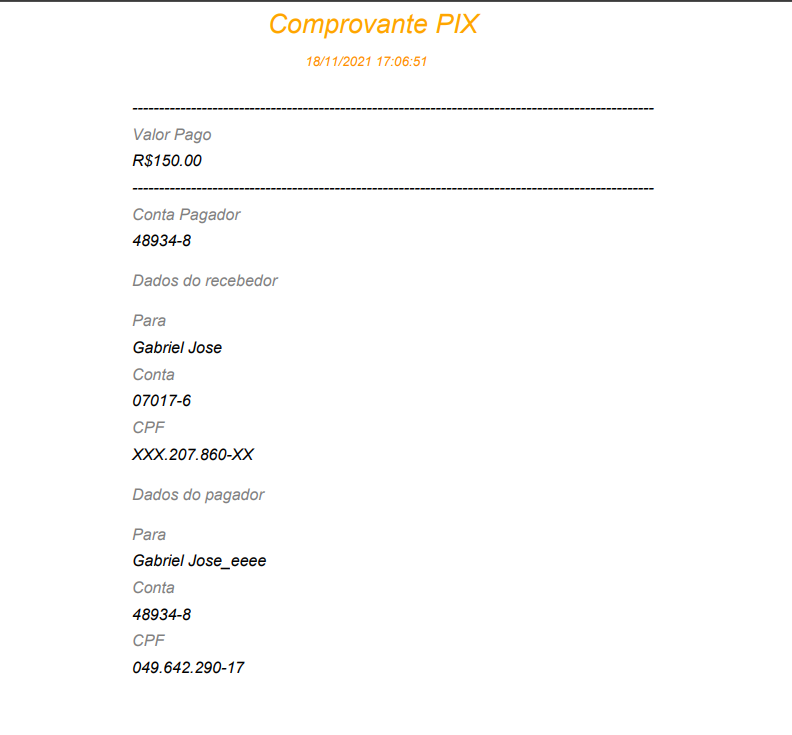 Comprovante PIX
18/11/2021 17:06:51
---------------------------------------------------------------------------------------------------
Valor Pago
R$150.00
---------------------------------------------------------------------------------------------------
Conta Pagador
48934-8
Dados do recebedor
Para
Gabriel Jose
Conta
07017-6
CPF
XXX.207.860-XX
Dados do pagador
Para
Gabriel Jose_eeee
Conta
48934-8
CPF
049.642.290-17